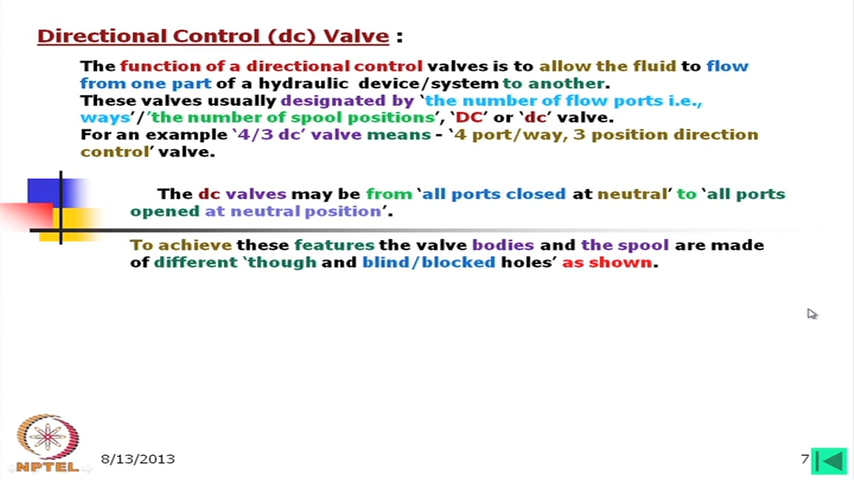 Directional Control (dc) Valve :
The function of a directional control valves is to allow the fluid to flow
from one part of a hydraulic device/system to another.
These valves usually designated by ‘the number of flow ports i.e.,
ways’/’the number of spool positions’, ‘DC’ or ‘dc’ valve.
For an example ‘4/3 dc’ valve means - ‘4 port/way, 3 position direction
control’ valve.
The dc valves may be from ‘all ports closed at neutral’ to ‘all ports
opened at neutral position’.
To achieve these features the valve bodies and the spool are made
of different ‘though and blind/blocked holes’ as shown.
NPTEL
8/13/2013
7